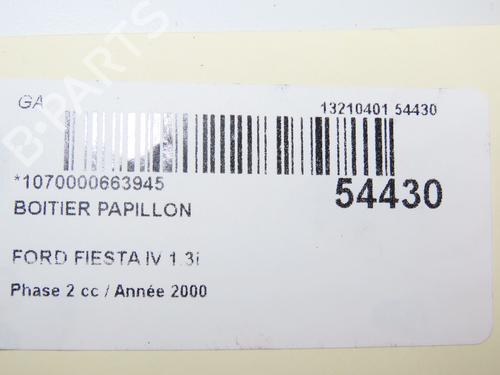 B-PARTS
GA
13210401 54430
*1070000663945
54430
BOITIER PAPILLON
FORD FIESTA IV 1.3i
Phase 2 cc / Année 2000